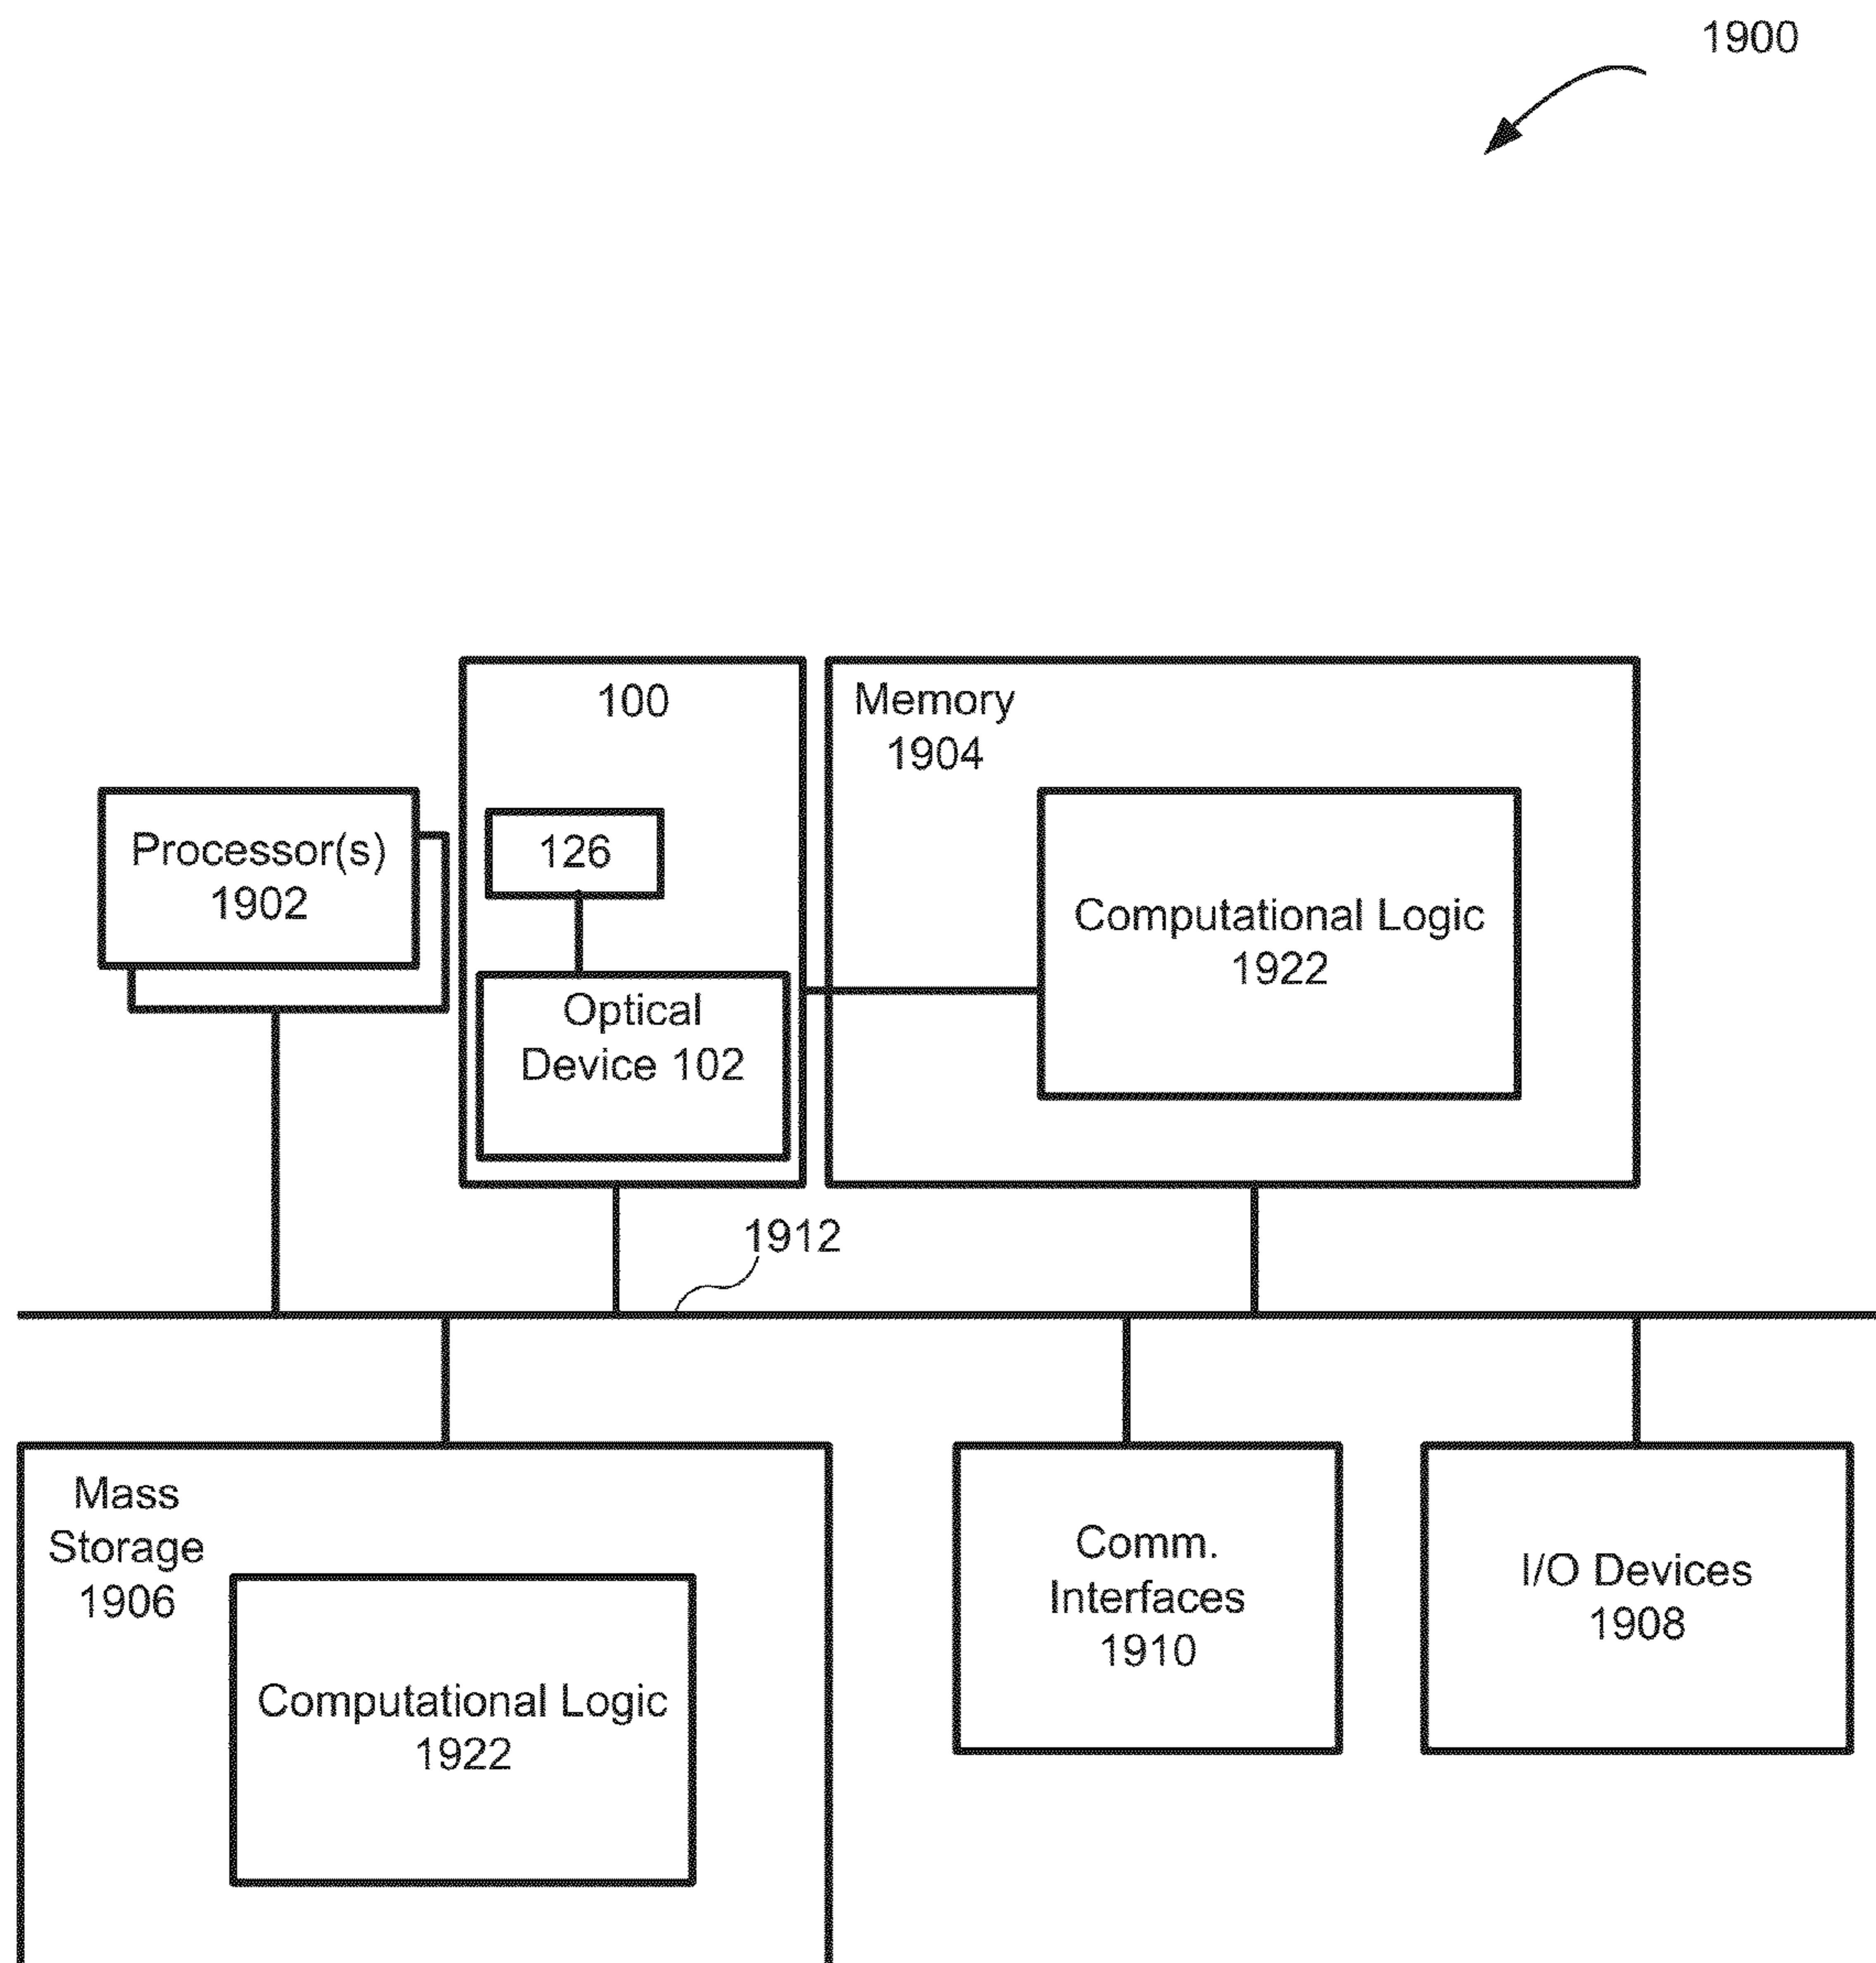 1900
100
Memory
1904
Processor(s)
1902
126
Computational Logic
1922
Optical
Device 102
1912
Mass
Storage
1906
Comm.
Interfaces
1910
I/O Devices
1908
Computational Logic
1922